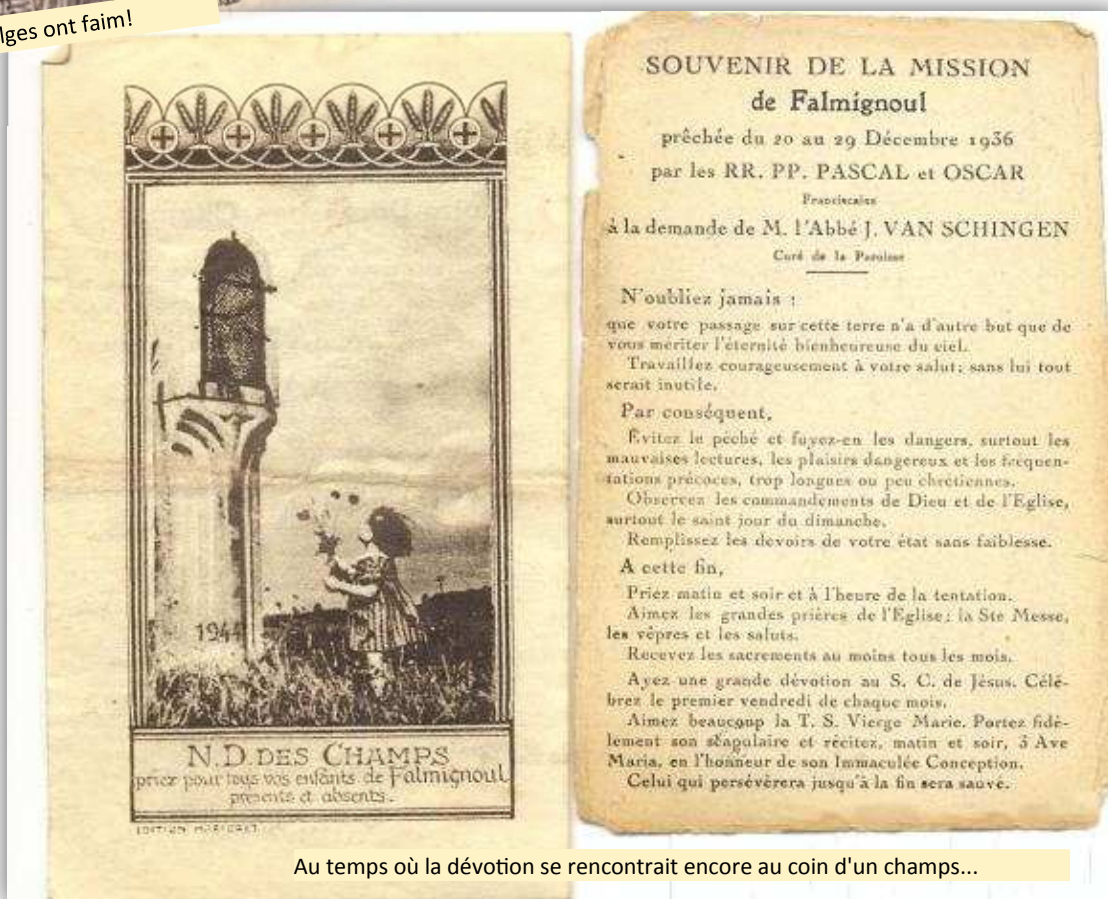 lges ont faim!
1944
N.D. DES CHAMPS
priez pour tous vos enfants de Falmignoul
présents et absents.
EDITION
SOUVENIR DE LA MISSION
de Falmignoul
prêchée du 20 au 29 Décembre 1936
par les RR. PP. PASCAL et OSCAR
Franciscains
à la demande de M. l'Abbé J. VAN SCHINGEN
Curé de la Paroisse
N'oubliez jamais :
que votre passage sur cette terre n'a d'autre but que de
vous mériter l'éternité bienheureuse du ciel.
Travaillez courageusement à votre salut; sans lui tout
serait inutile.
Par conséquent,
Évitez le péché et fuyez-en les dangers, surtout les
mauvaises lectures, les plaisirs dangereux et les fréquen-
tations précoces, trop longues ou peu chrétiennes.
Observez les commandements de Dieu et de l'Eglise,
surtout le saint jour du dimanche.
Remplissez les devoirs de votre état sans faiblesse.
A cette fin,
Priez matin et soir et à l'heure de la tentation.
Aimez les grandes prières de l'Eglise; la Ste Messe,
les vêpres et les saluts.
Recevez les sacrements au moins tous les mois.
Ayez une grande dévotion au S. C. de Jésus. Célé-
brez le premier vendredi de chaque mois.
Aimez beaucoup la T. S. Vierge Marie. Portez fidè-
lement son scapulaire et récitez, matin et soir, 3 Ave
Maria, en l'honneur de son Immaculée Conception.
Celui qui persévèrera jusqu'à la fin sera sauvé.
Au temps où la dévotion se rencontrait encore au coin d'un champs...